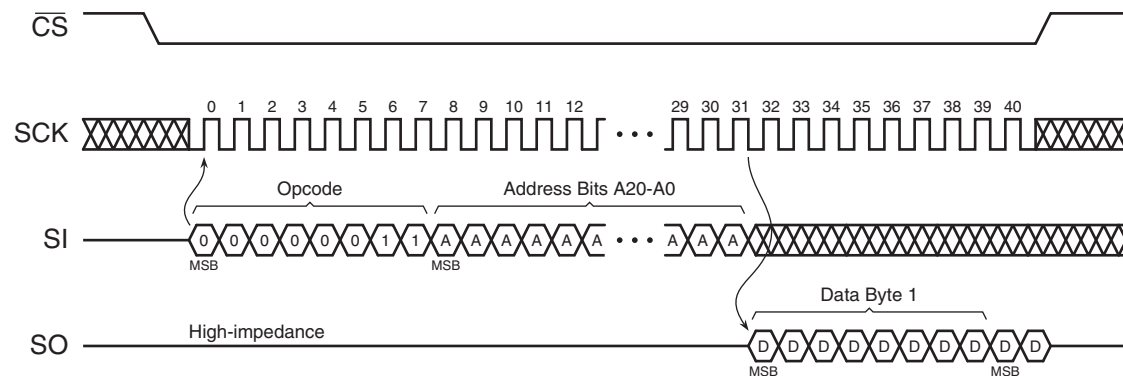 CS
0 1 2 3 4 5 6 7 8 9 10 11 12 29 30 31 32 33 34 35 36 37 38 39 40
SCK
Opcode Address Bits A20-A0
SI 0 0 0 0 0 0 1 1 A A A A A A A A A
MSB MSB
Data Byte 1
High-impedance
SO D D D D D D D D D D
MSB MSB